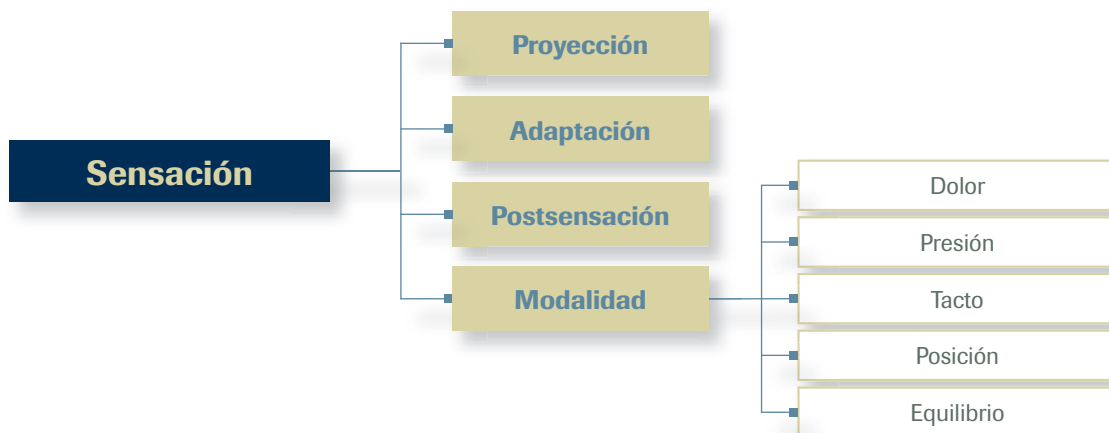 Sensación
Proyección
Adaptación
Postsensación
Modalidad
Dolor
Presión
Tacto
Posición
Equilibrio